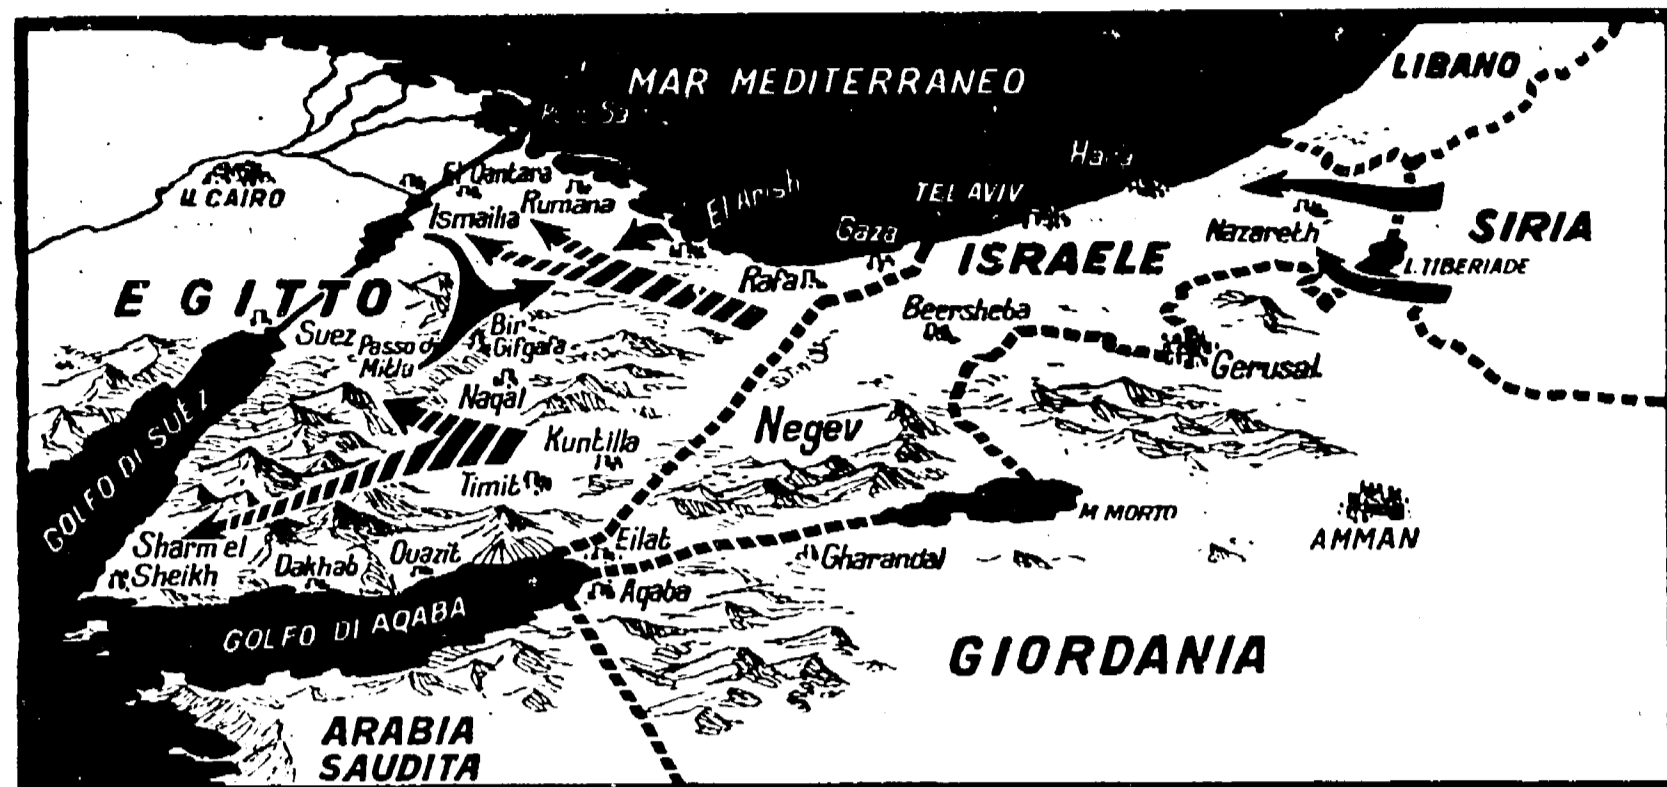 LIBANO
MAR MEDITERRANEO
IL CAIRO
El Qantara
Rumana
Ismailia
El Arish
TEL AVIV
Gaza
Nazareth
SIRIA
ISRAELE
L. TIBERIADE
Rafa
EGITTO
Beersheba
Suez
Passo di
Mitla
Bir
Gifgafa
Gerusal.
Naqal
Negev
Kuntilla
GOLFO DI SUEZ
Timit
M. MORTO
AMMAN
Sharm el
Sheikh
Dakhab
Ouazit
Eilat
Gharandal
Aqaba
GOLFO DI AQABA
GIORDANIA
ARABIA
SAUDITA